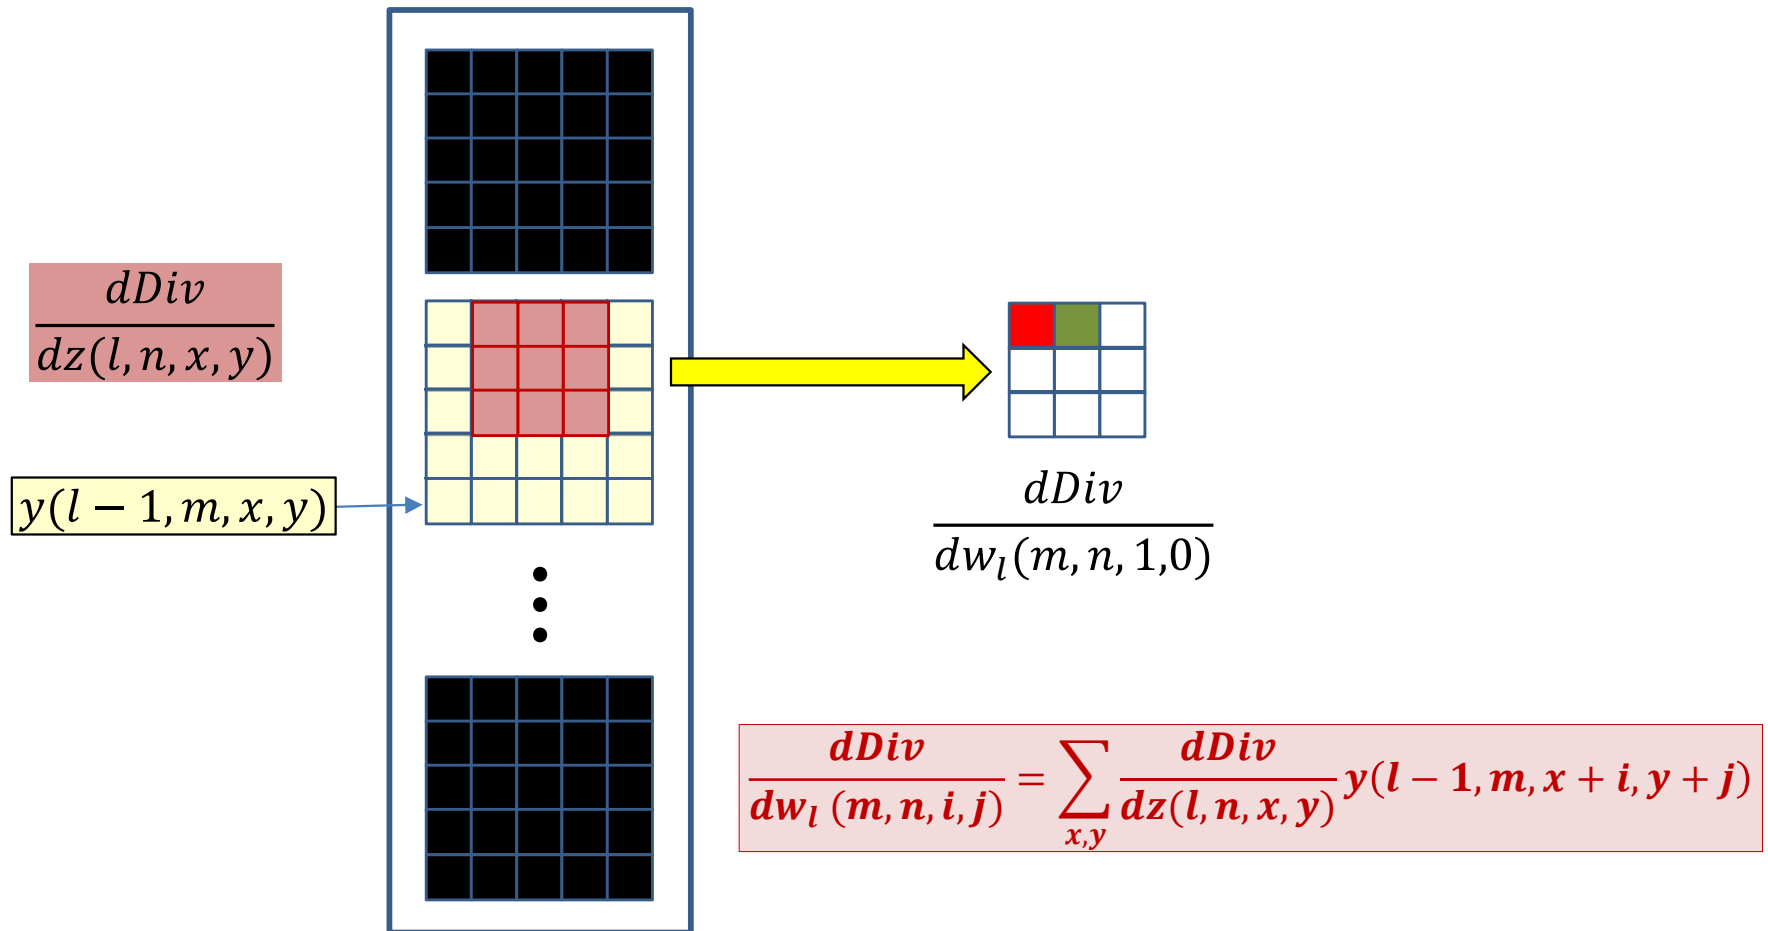 dDiv
dz(l, n, x, y)
y(l − 1, m, x, y)
dDiv
dw_l(m, n, 1,0)
dDiv / dw_l (m, n, i, j) = ∑_{x,y} dDiv / dz(l, n, x, y) y(l − 1, m, x + i, y + j)